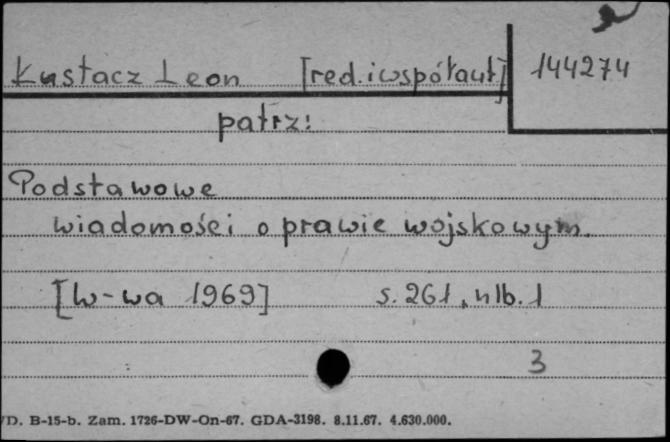 Łustacz Leon [red. i współaut] 144274
patrz:
Podstawowe
wiadomości o prawie wojskowym.
[W-wa 1969] s. 261, nlb. 1
3
/D. B-15-b. Zam. 1726-DW-On-67. GDA-3198. 8.11.67. 4.630.000.